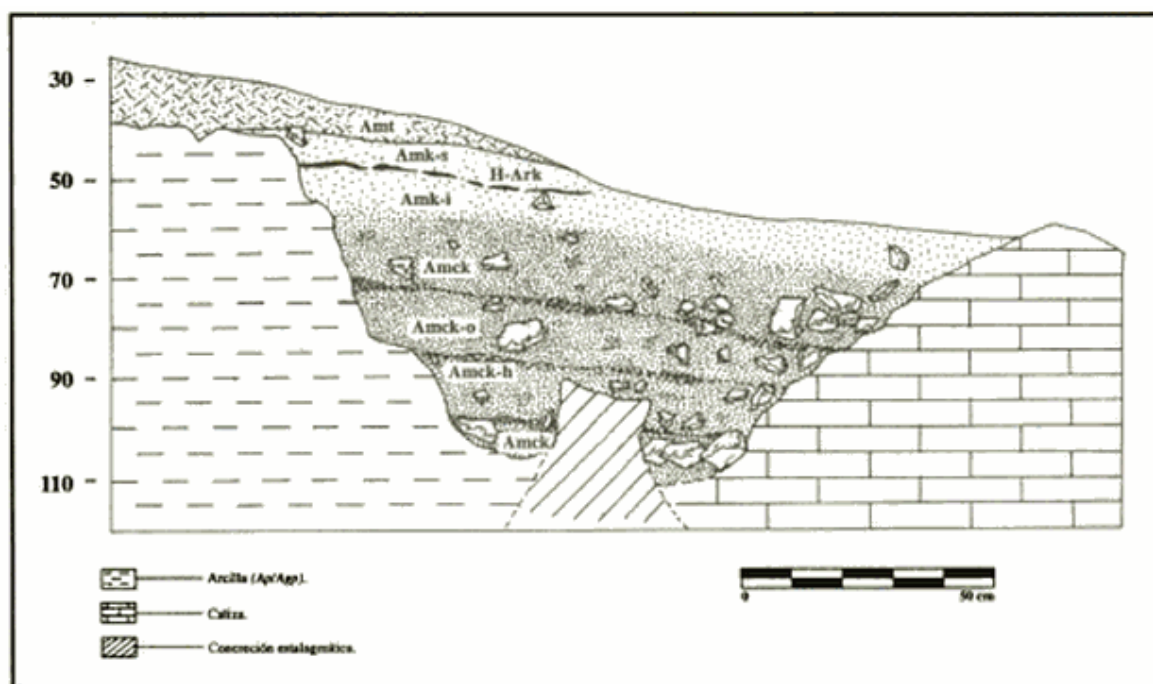 30 –
Amt
Amk-s
H-Ark
50 –
Amk-i
Amck
70 –
Amck-o
Amck-h
90 –
Amck
110 –
Arcilla (Ap/Agp).
0 50 cm
Caliza.
Concreción estalagmítica.